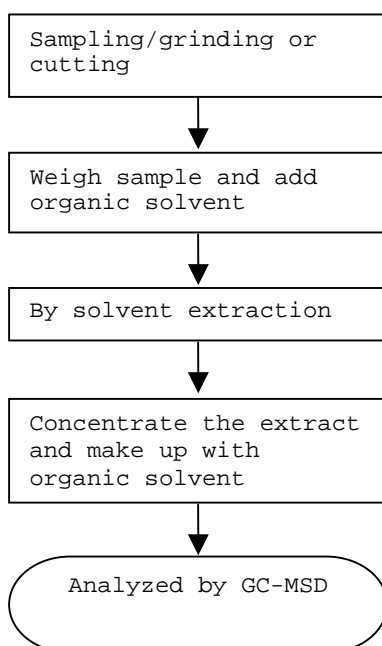 Sampling/grinding or
cutting
Weigh sample and add
organic solvent
By solvent extraction
Concentrate the extract
and make up with
organic solvent
Analyzed by GC-MSD